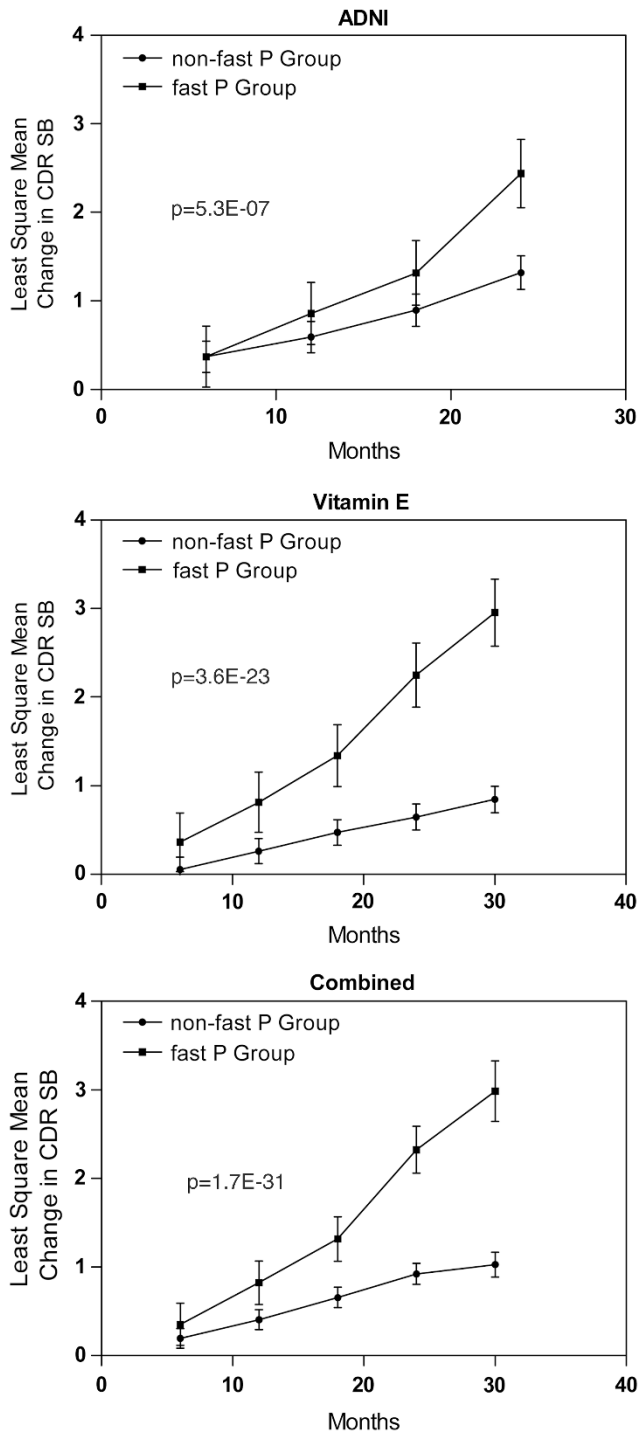 ADNI
4
3
2
1
0
Least Square Mean
Change in CDR SB
non-fast P Group
fast P Group
p=5.3E-07
0
10
20
30
Months
Vitamin E
4
3
2
1
0
Least Square Mean
Change in CDR SB
non-fast P Group
fast P Group
p=3.6E-23
0
10
20
30
40
Months
Combined
4
3
2
1
0
Least Square Mean
Change in CDR SB
non-fast P Group
fast P Group
p=1.7E-31
0
10
20
30
40
Months